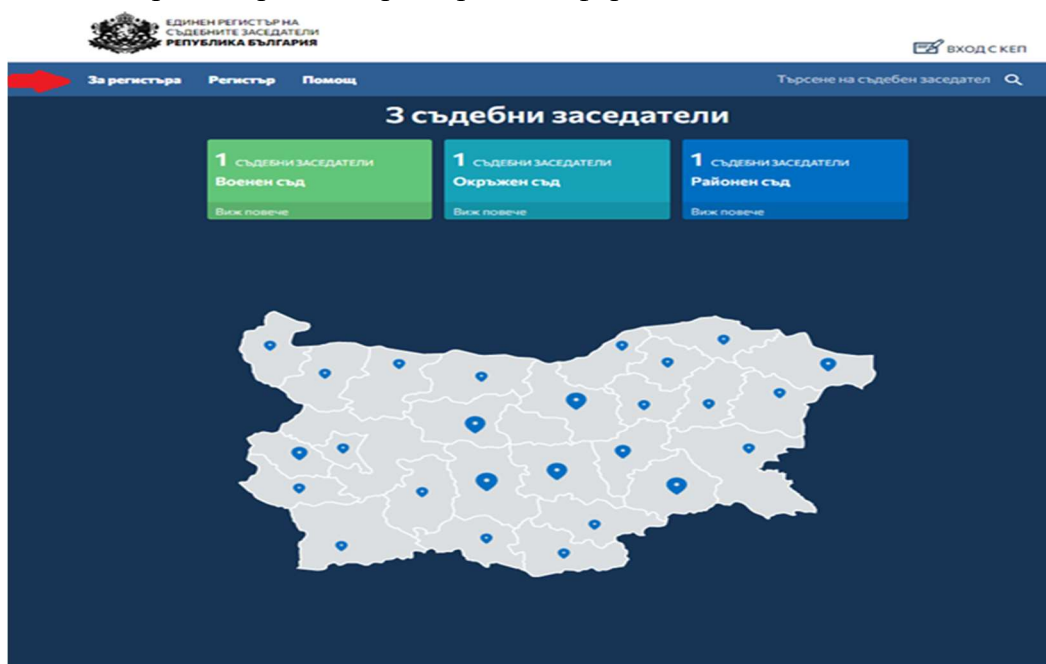 ЕДИНЕН РЕГИСТЪР НА
СЪДЕБНИТЕ ЗАСЕДАТЕЛИ
РЕПУБЛИКА БЪЛГАРИЯ
ВХОД С КЕП
За регистъра Регистър Помощ Търсене на съдебен заседател
3 съдебни заседатели
1 СЪДЕБНИ ЗАСЕДАТЕЛИ
Военен съд
Виж повече
1 СЪДЕБНИ ЗАСЕДАТЕЛИ
Окръжен съд
Виж повече
1 СЪДЕБНИ ЗАСЕДАТЕЛИ
Районен съд
Виж повече